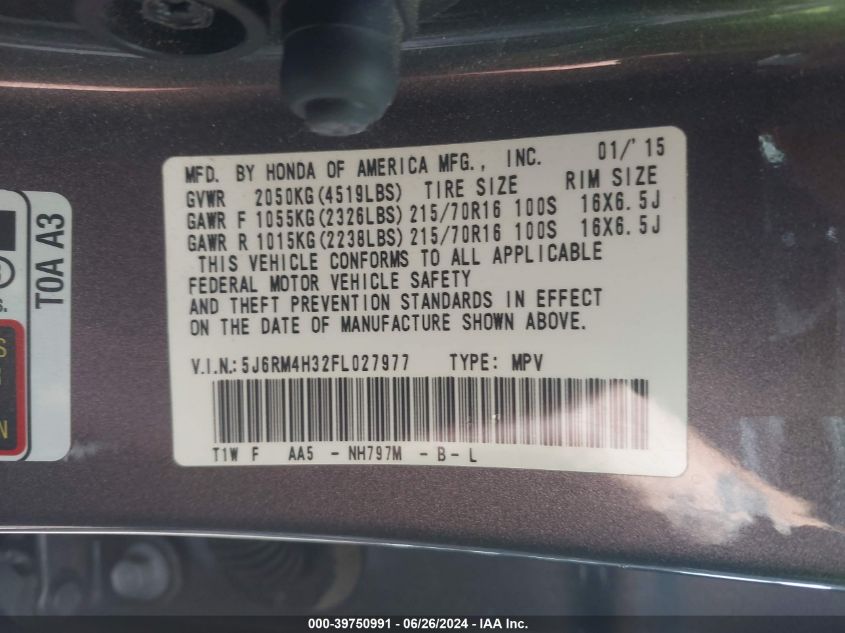 MFD. BY HONDA OF AMERICA MFG., INC. 01/'15
GVWR 2050KG(4519LBS) TIRE SIZE RIM SIZE
GAWR F 1055KG(2326LBS) 215/70R16 100S 16X6.5J
GAWR R 1015KG(2238LBS) 215/70R16 100S 16X6.5J
THIS VEHICLE CONFORMS TO ALL APPLICABLE
FEDERAL MOTOR VEHICLE SAFETY
AND THEFT PREVENTION STANDARDS IN EFFECT
ON THE DATE OF MANUFACTURE SHOWN ABOVE.
V.I.N.: 5J6RM4H32FL027977 TYPE: MPV
T1W F AA5 - NH797M - B - L
T0A A3
000-39750991 - 06/26/2024 - Copyright © IAA Inc.